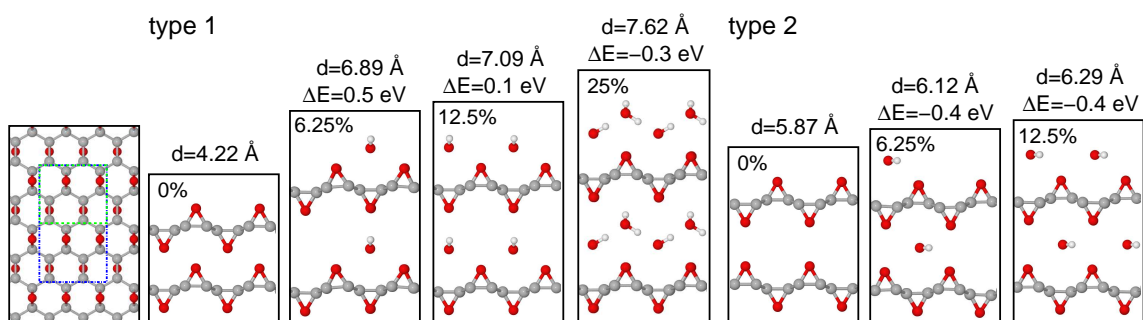 type 1
d=4.22 Å
0%
d=6.89 Å
ΔE=0.5 eV
6.25%
d=7.09 Å
ΔE=0.1 eV
12.5%
d=7.62 Å
ΔE=−0.3 eV
25%
type 2
d=5.87 Å
0%
d=6.12 Å
ΔE=−0.4 eV
6.25%
d=6.29 Å
ΔE=−0.4 eV
12.5%